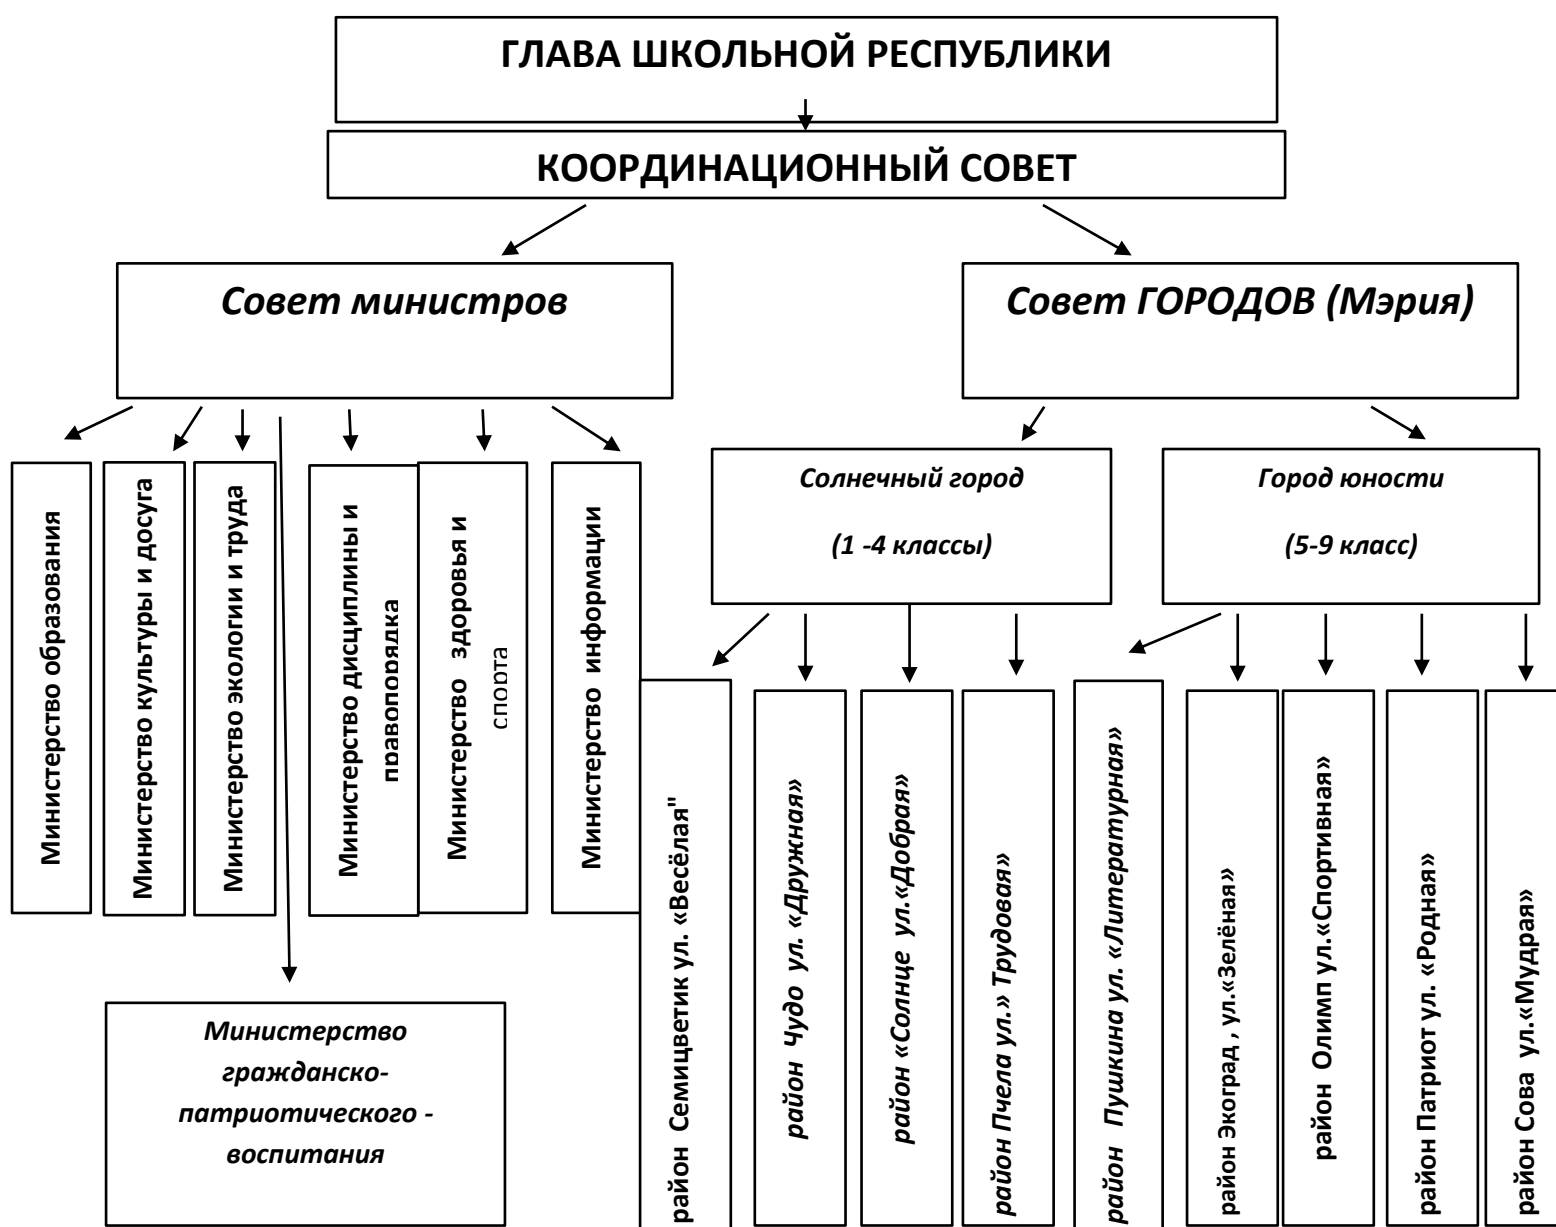 ГЛАВА ШКОЛЬНОЙ РЕСПУБЛИКИ
КООРДИНАЦИОННЫЙ СОВЕТ
Совет министров
Совет ГОРОДОВ (Мэрия)
Министерство образования
Министерство культуры и досуга
Министерство экологии и труда
Министерство дисциплины и
правопорядка
Министерство здоровья и
спорта
Министерство информации
Солнечный город
(1 -4 классы)
Город юности
(5-9 класс)
Министерство
гражданско-
патриотического -
воспитания
район Семицветик ул. «Весёлая"
район Чудо ул. «Дружная»
район «Солнце ул.«Добрая»
район Пчела ул.» Трудовая»
район Пушкина ул. «Литературная»
район Экоград , ул.«Зелёная»
район Олимп ул.«Спортивная»
район Патриот ул. «Родная»
район Сова ул.«Мудрая»